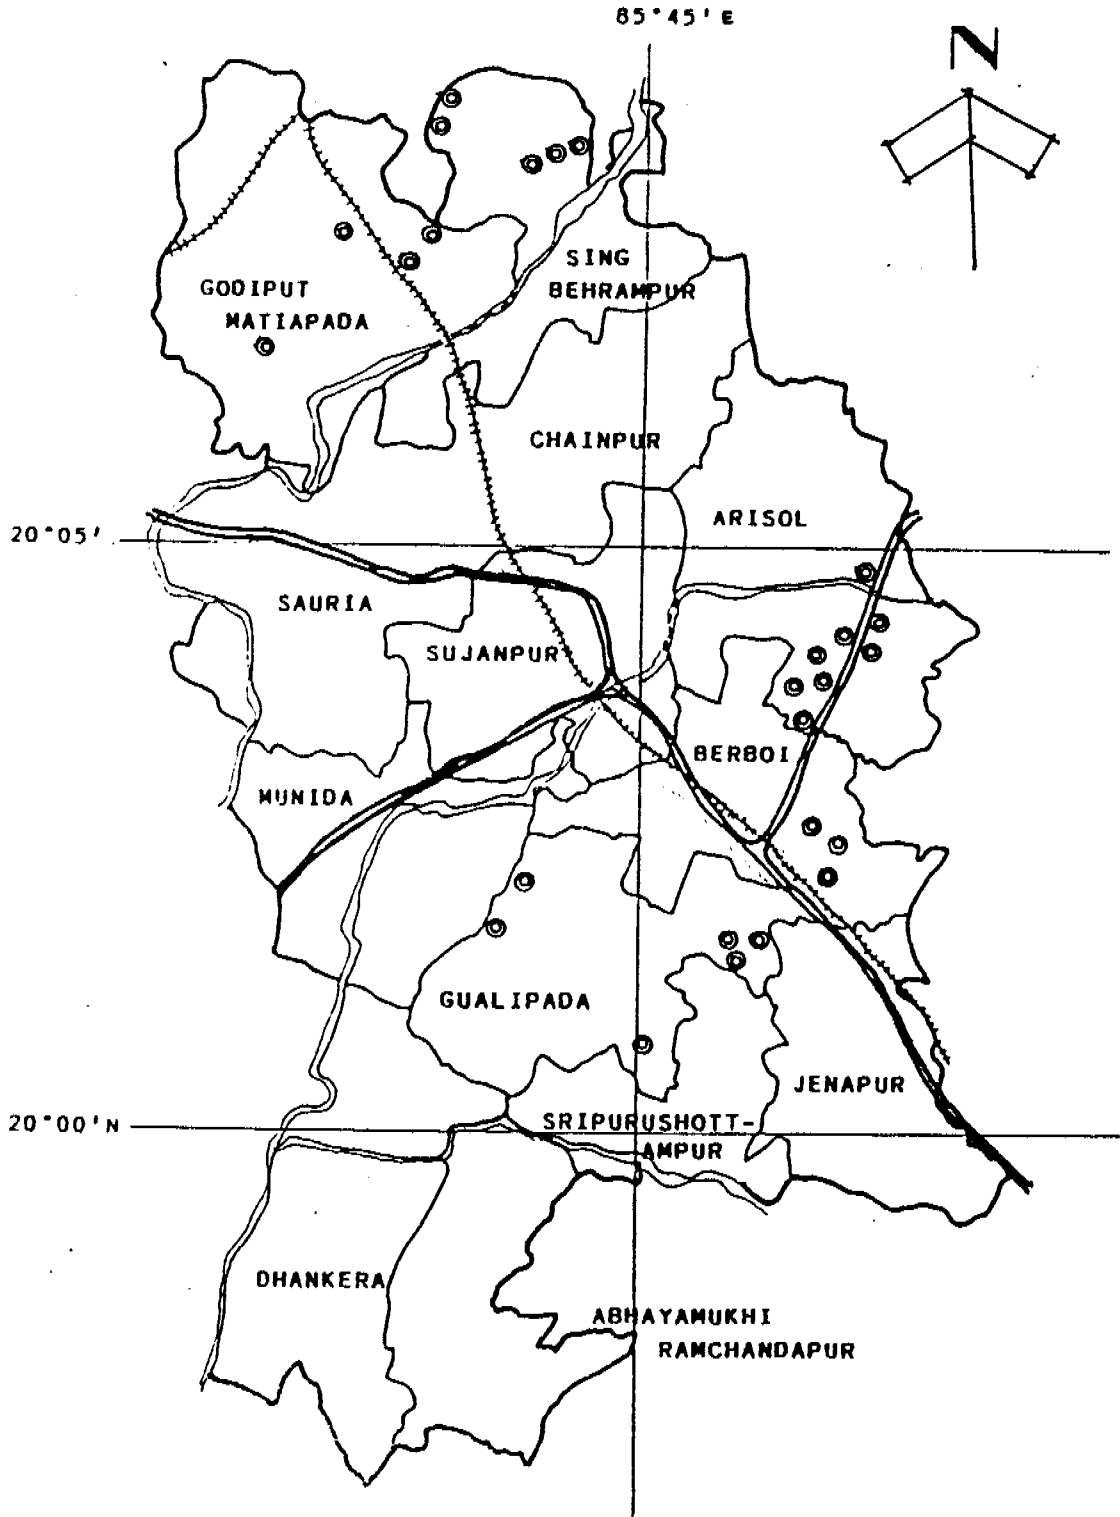 85°45'E
N
SING
BEHRAMPUR
GODIPUT
MATIAPADA
CHAINPUR
ARISOL
20°05'
SAURIA
SUJANPUR
BERBOI
MUNIDA
GUALIPADA
JENAPUR
20°00'N
SRIPURUSHOTT-
AMPUR
DHANKERA
ABHAYAMUKHI
RAMCHANDAPUR